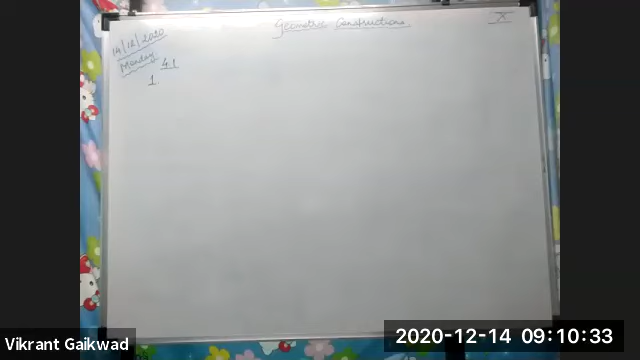 14/12/2020
Monday
Geometric Constructions
X
4.1
1.
Vikrant Gaikwad
2020-12-14 09:10:33